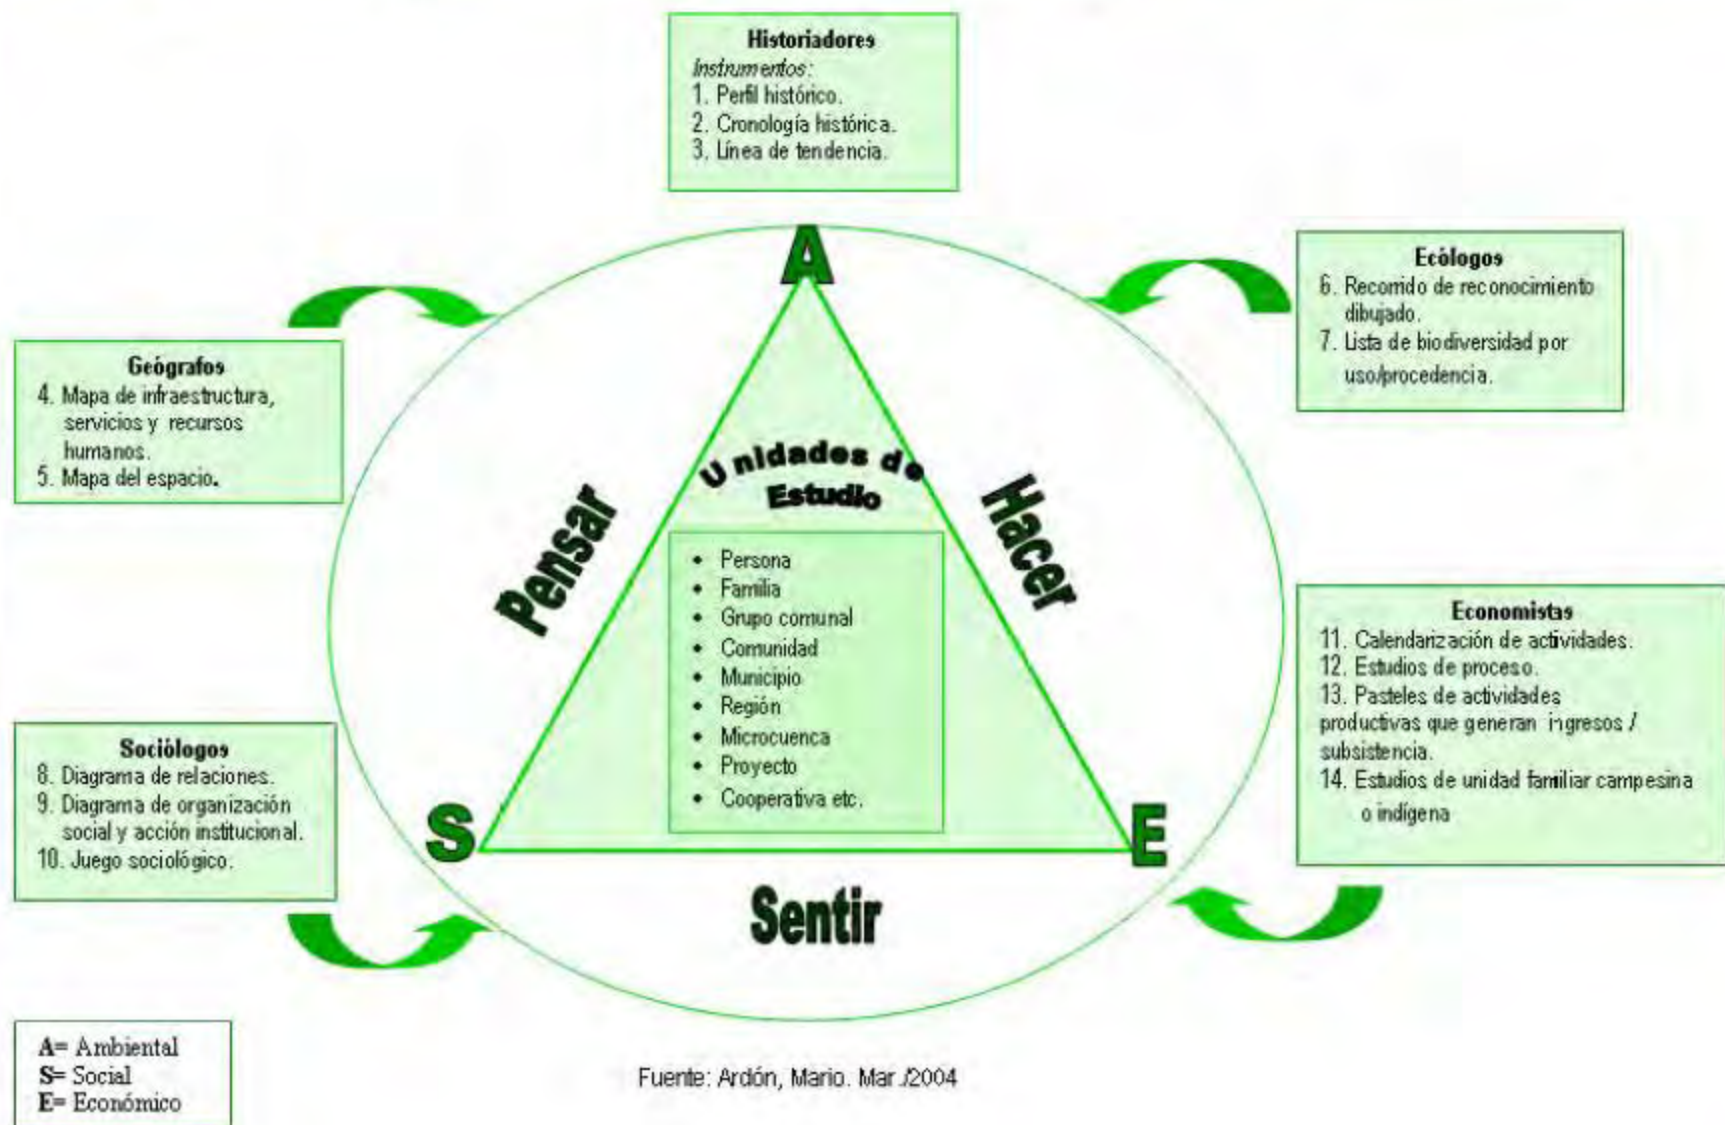 Historiadores
Instrumentos:
1. Perfil histórico.
2. Cronología histórica.
3. Línea de tendencia.
A
Ecólogos
6. Recorrido de reconocimiento
dibujado.
7. Lista de biodiversidad por
uso/procedencia.
Geógrafos
4. Mapa de infraestructura,
servicios y recursos
humanos.
5. Mapa del espacio.
Unidades de
Estudio
Pensar
Hacer
• Persona
• Familia
• Grupo comunal
• Comunidad
• Municipio
• Región
• Microcuenca
• Proyecto
• Cooperativa etc.
Economistas
11. Calendarización de actividades.
12. Estudios de proceso.
13. Pasteles de actividades
productivas que generan ingresos /
subsistencia.
14. Estudios de unidad familiar campesina
o indígena
Sociólogos
8. Diagrama de relaciones.
9. Diagrama de organización
social y acción institucional.
10. Juego sociológico.
S
E
Sentir
A= Ambiental
S= Social
E= Económico
Fuente: Ardón, Mario. Mar./2004